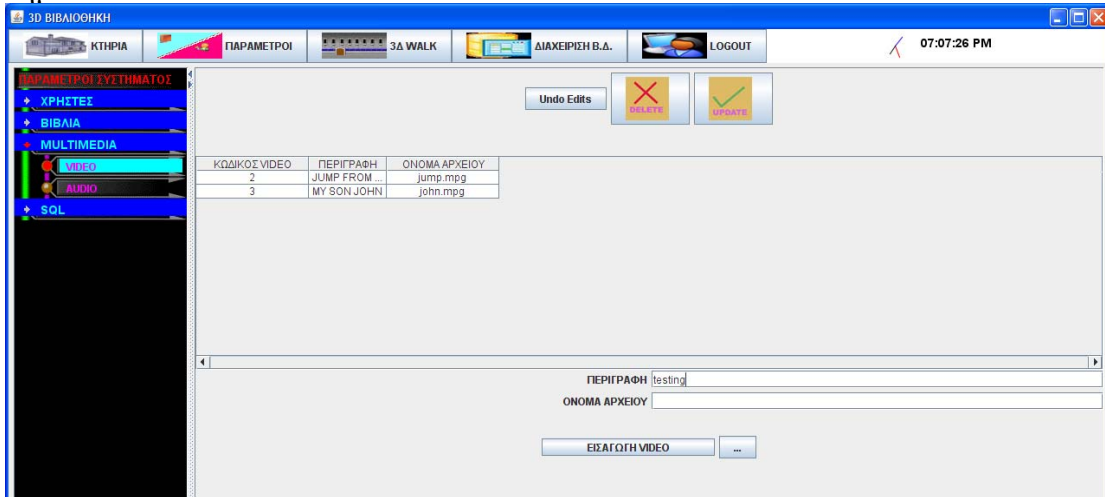 3D ΒΙΒΛΙΟΘΗΚΗ
ΚΤΗΡΙΑ ΠΑΡΑΜΕΤΡΟΙ 3Δ WALK ΔΙΑΧΕΙΡΙΣΗ Β.Δ. LOGOUT 07:07:26 PM
ΠΑΡΑΜΕΤΡΟΙ ΣΥΣΤΗΜΑΤΟΣ
ΧΡΗΣΤΕΣ
ΒΙΒΛΙΑ
MULTIMEDIA
VIDEO
AUDIO
SQL
Undo Edits DELETE UPDATE
ΚΩΔΙΚΟΣ VIDEO ΠΕΡΙΓΡΑΦΗ ΟΝΟΜΑ ΑΡΧΕΙΟΥ
2 JUMP FROM ... jump.mpg
3 MY SON JOHN john.mpg
ΠΕΡΙΓΡΑΦΗ testing
ΟΝΟΜΑ ΑΡΧΕΙΟΥ
ΕΙΣΑΓΩΓΗ VIDEO ...